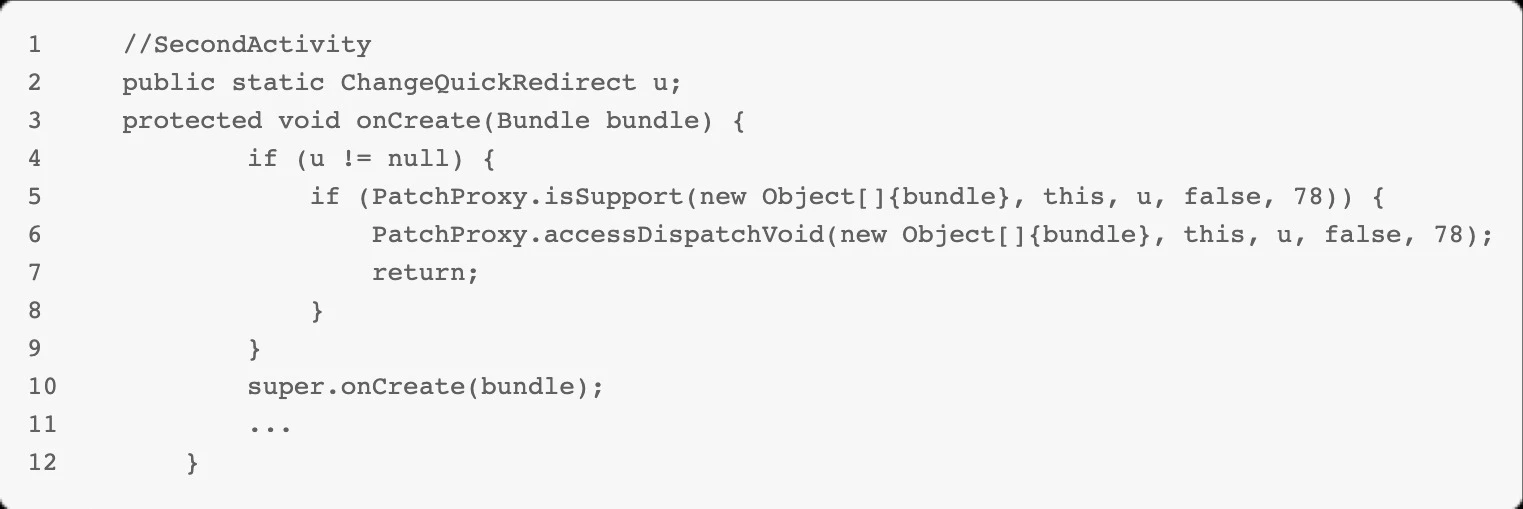 1 //SecondActivity
2 public static ChangeQuickRedirect u;
3 protected void onCreate(Bundle bundle) {
4 if (u != null) {
5 if (PatchProxy.isSupport(new Object[]{bundle}, this, u, false, 78)) {
6 PatchProxy.accessDispatchVoid(new Object[]{bundle}, this, u, false, 78);
7 return;
8 }
9 }
10 super.onCreate(bundle);
11 ...
12 }